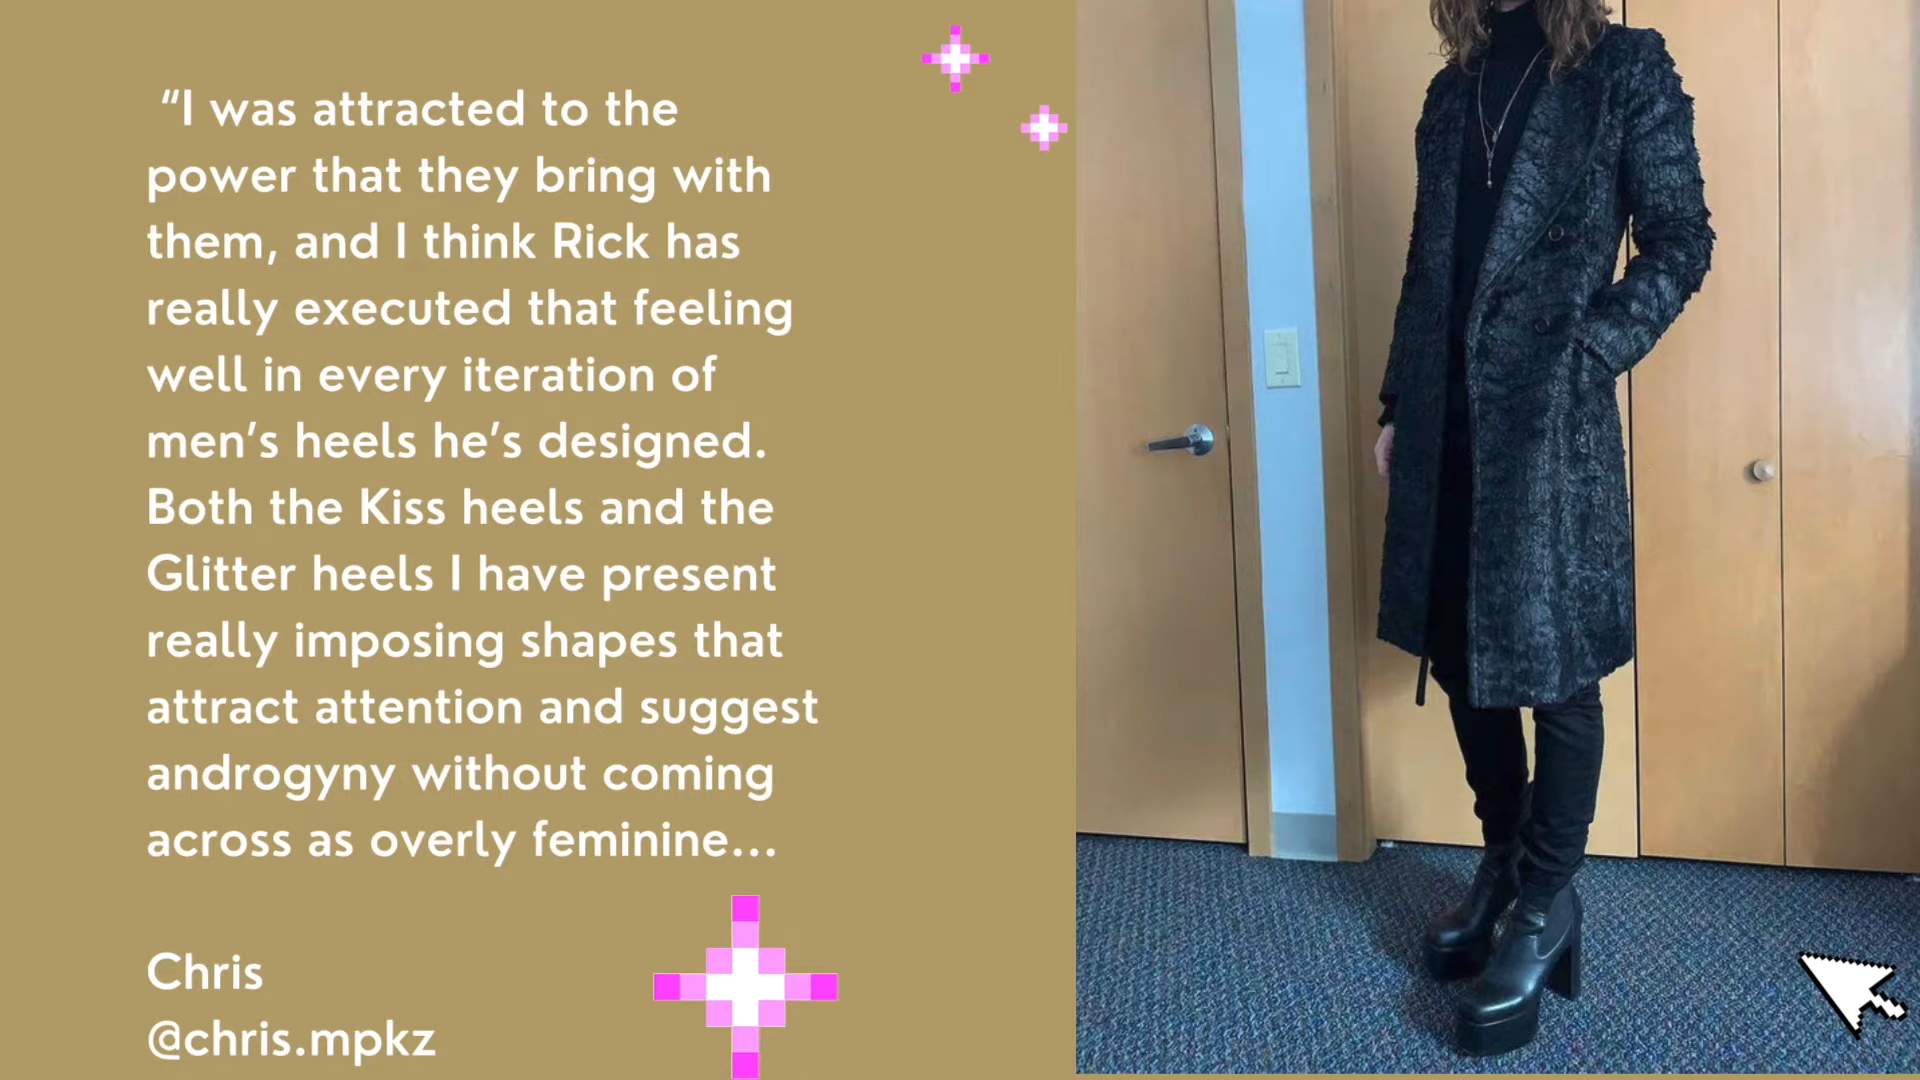 “I was attracted to the
power that they bring with
them, and I think Rick has
really executed that feeling
well in every iteration of
men’s heels he’s designed.
Both the Kiss heels and the
Glitter heels I have present
really imposing shapes that
attract attention and suggest
androgyny without coming
across as overly feminine...
Chris
@chris.mpkz